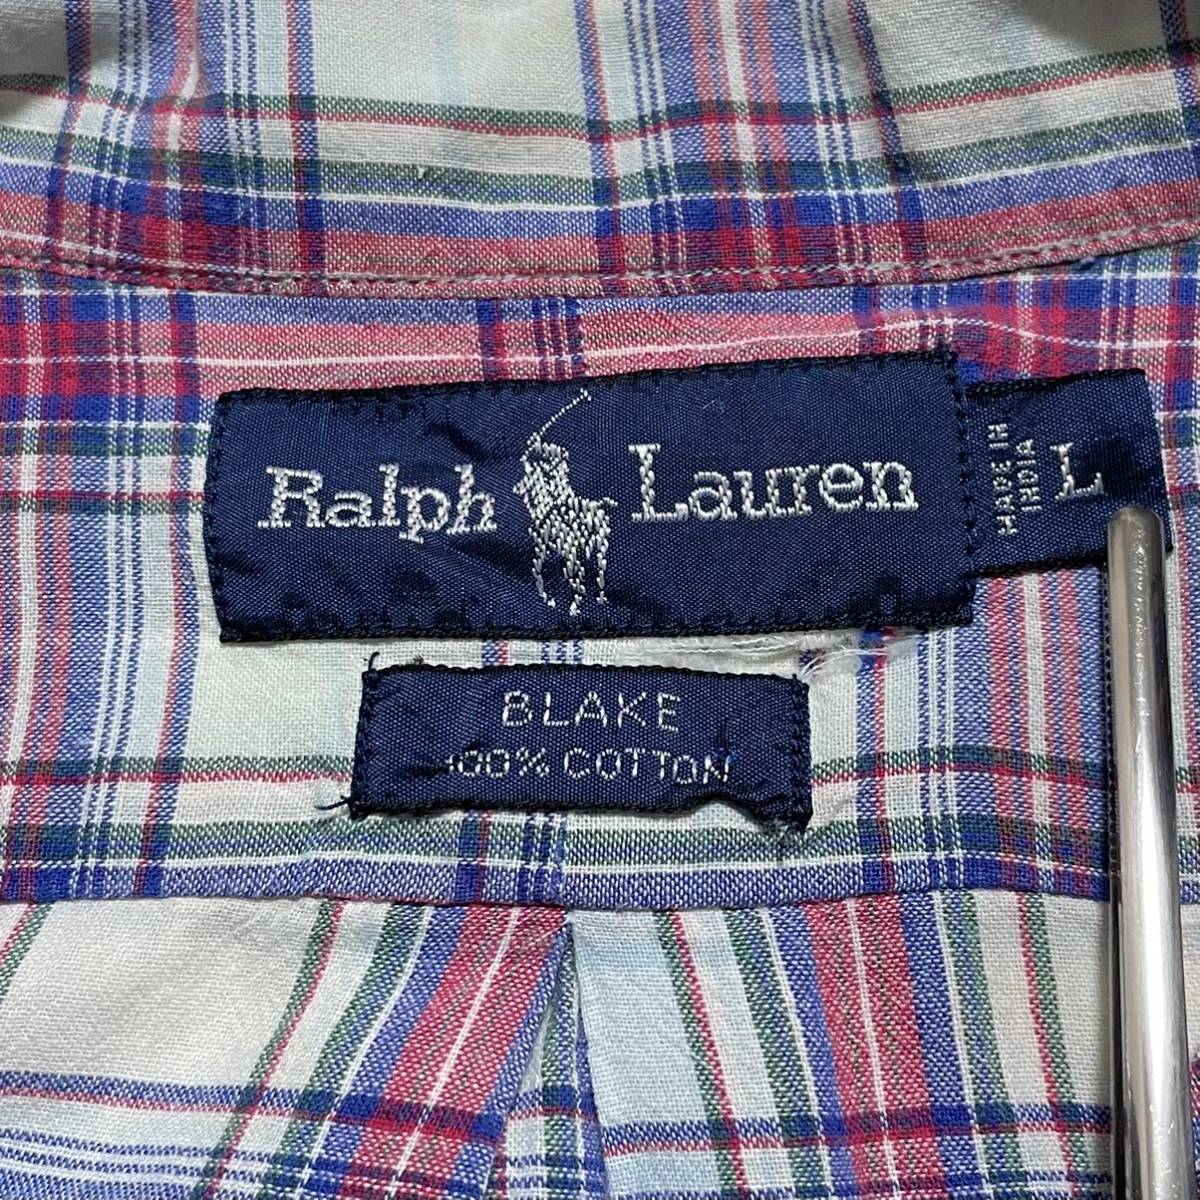 Ralph Lauren
MADE IN
INDIA
L
BLAKE
100% COTTON